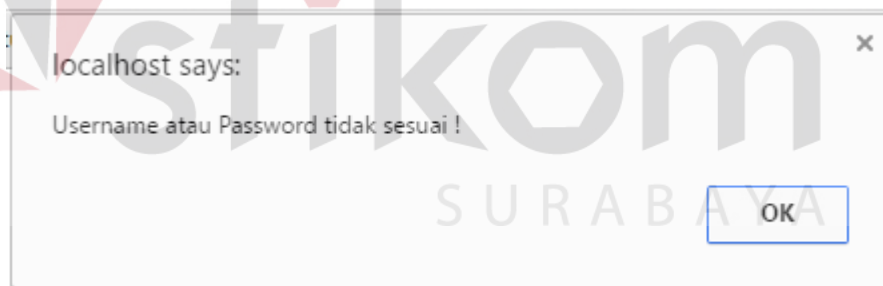 stikom
SURABAYA
localhost says:
Username atau Password tidak sesuai !
OK